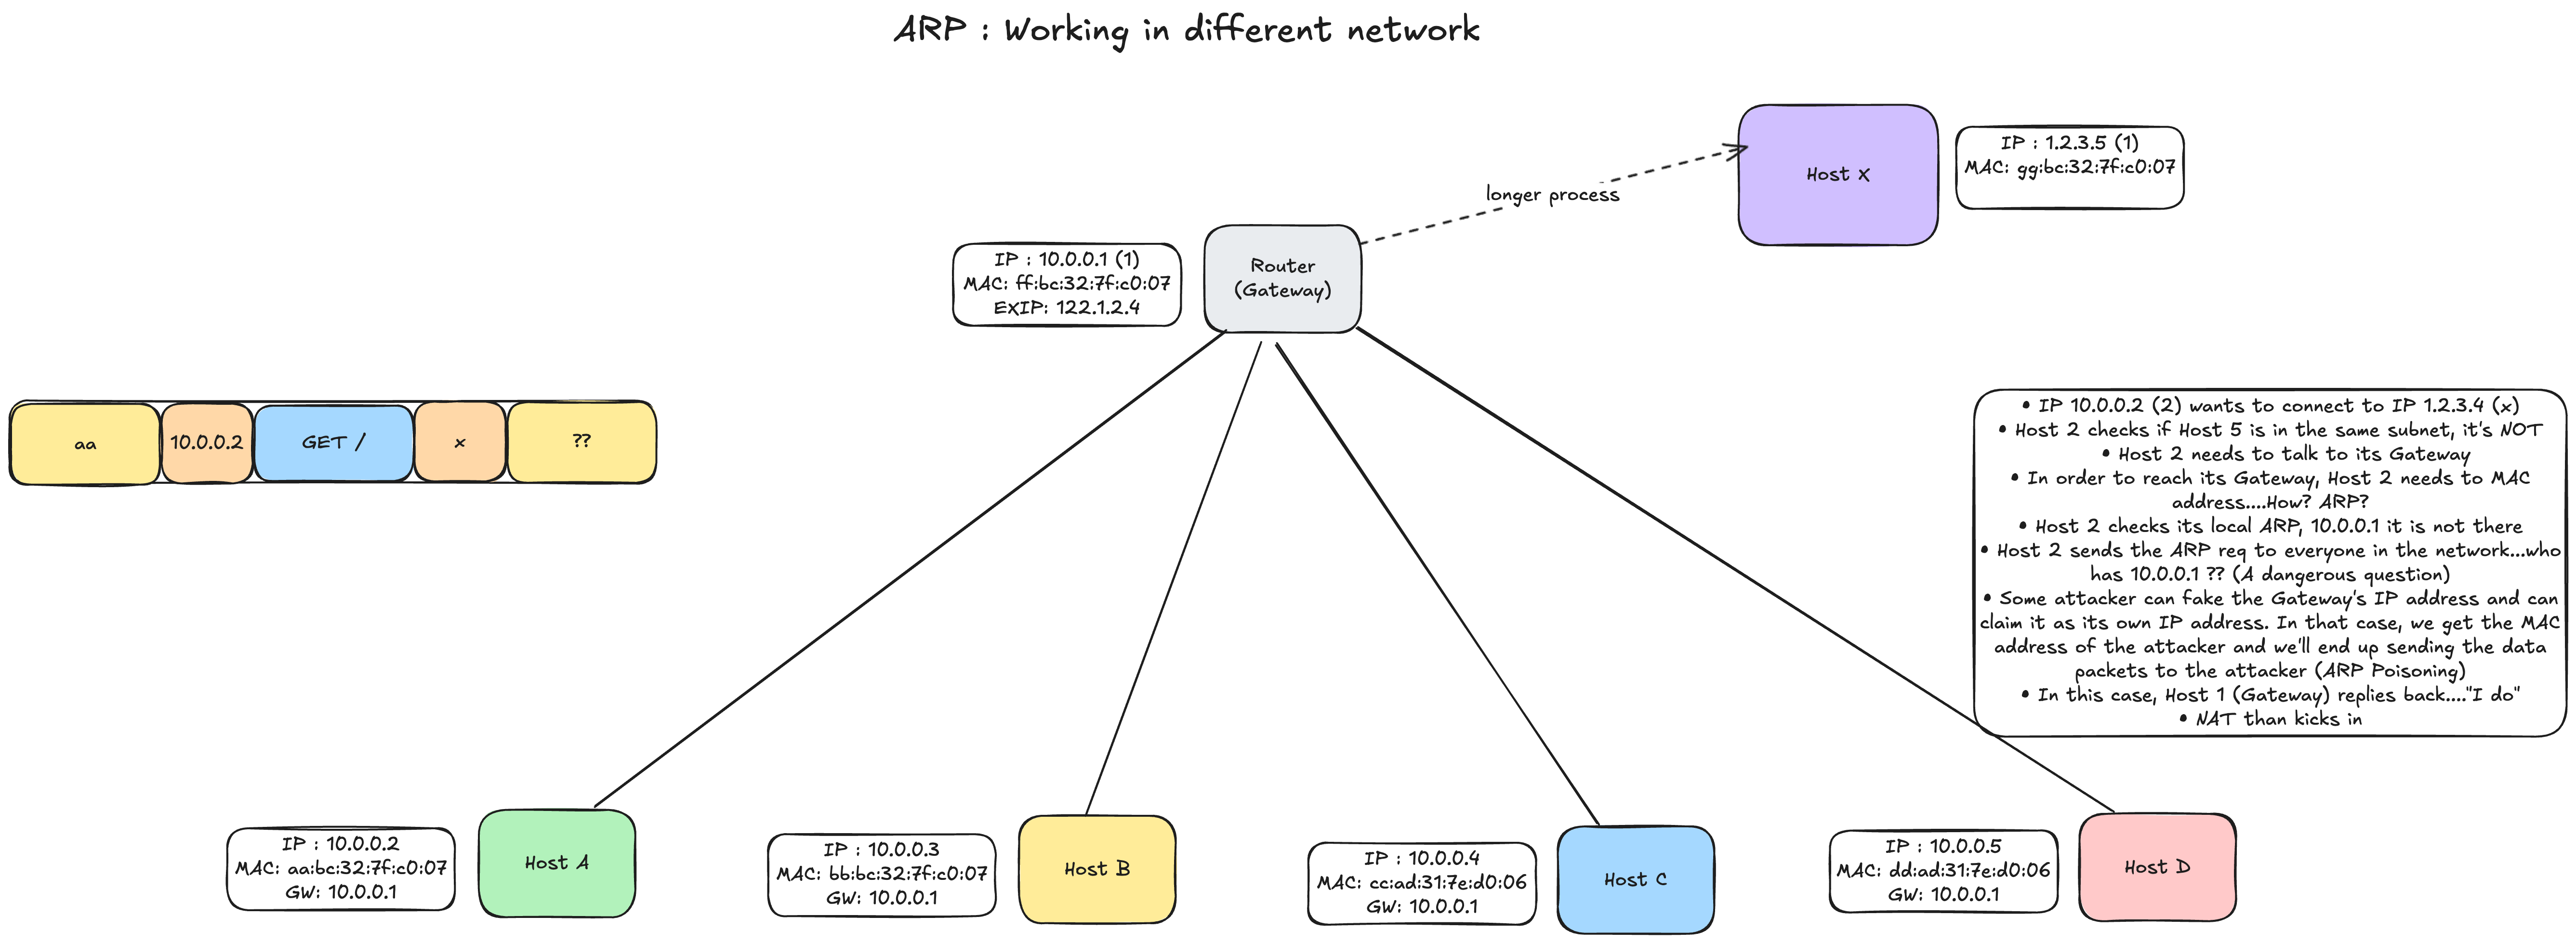 ARP : Working in different network
Host X
IP : 1.2.3.5 (1)
MAC: gg:bc:32:7f:c0:07
longer process
IP : 10.0.0.1 (1)
MAC: ff:bc:32:7f:c0:07
EXIP: 122.1.2.4
Router
(Gateway)
aa
10.0.0.2
GET /
x
??
• IP 10.0.0.2 (2) wants to connect to IP 1.2.3.4 (x)
• Host 2 checks if Host 5 is in the same subnet, it's NOT
• Host 2 needs to talk to its Gateway
• In order to reach its Gateway, Host 2 needs to MAC
address....How? ARP?
• Host 2 checks its local ARP, 10.0.0.1 it is not there
• Host 2 sends the ARP req to everyone in the network...who
has 10.0.0.1 ?? (A dangerous question)
• Some attacker can fake the Gateway's IP address and can
claim it as its own IP address. In that case, we get the MAC
address of the attacker and we'll end up sending the data
packets to the attacker (ARP Poisoning)
• In this case, Host 1 (Gateway) replies back...."I do"
• NAT than kicks in
IP : 10.0.0.2
MAC: aa:bc:32:7f:c0:07
GW: 10.0.0.1
Host A
IP : 10.0.0.3
MAC: bb:bc:32:7f:c0:07
GW: 10.0.0.1
Host B
IP : 10.0.0.4
MAC: cc:ad:31:7e:d0:06
GW: 10.0.0.1
Host C
IP : 10.0.0.5
MAC: dd:ad:31:7e:d0:06
GW: 10.0.0.1
Host D